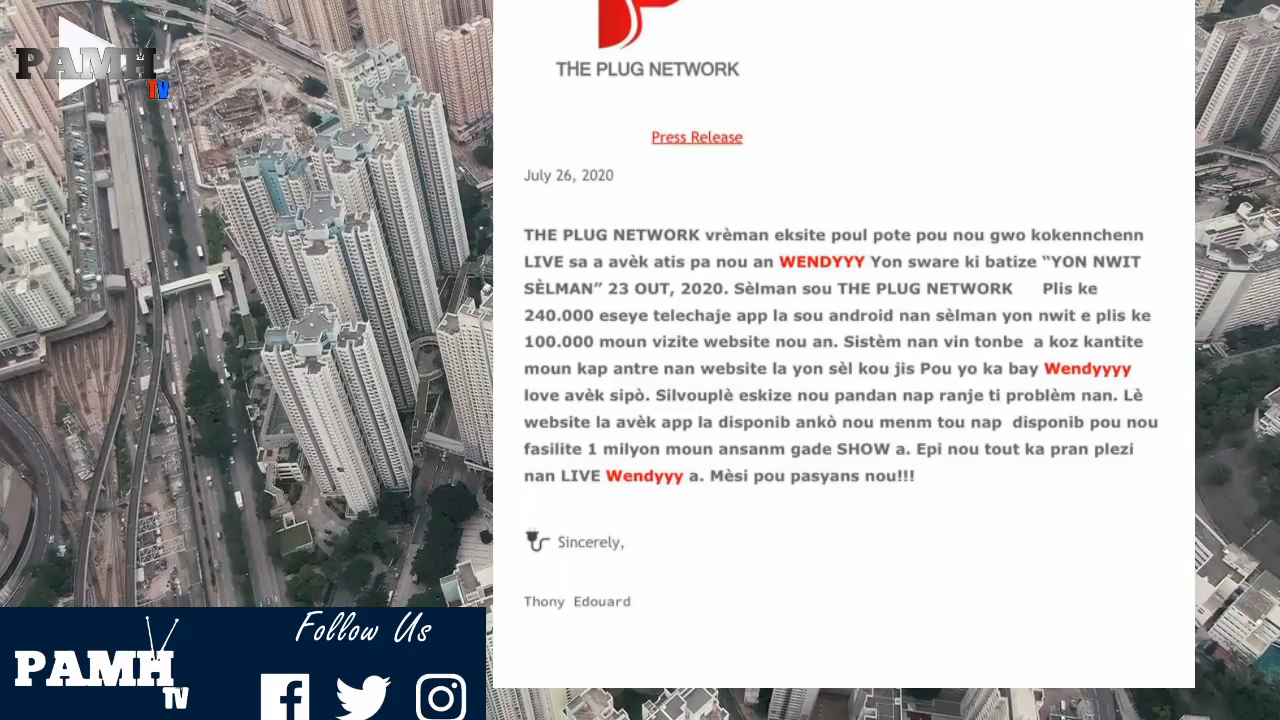 PAMH
TV
THE PLUG NETWORK
Press Release
July 26, 2020
THE PLUG NETWORK vrèman eksite poul pote pou nou gwo kokennchenn
LIVE sa a avèk atis pa nou an WENDYYY Yon sware ki batize “YON NWIT
SÈLMAN” 23 OUT, 2020. Sèlman sou THE PLUG NETWORK Plis ke
240.000 eseye telechaje app la sou android nan sèlman yon nwit e plis ke
100.000 moun vizite website nou an. Sistèm nan vin tonbe a koz kantite
moun kap antre nan website la yon sèl kou jis Pou yo ka bay Wendyyyy
love avèk sipò. Silvouplè eskize nou pandan nap ranje ti problèm nan. Lè
website la avèk app la disponib ankò nou menm tou nap disponib pou nou
fasilite 1 milyon moun ansanm gade SHOW a. Epi nou tout ka pran plezi
nan LIVE Wendyyy a. Mèsi pou pasyans nou!!!
Sincerely,
Thony Edouard
Follow Us
PAMH
TV